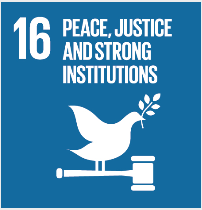 16 PEACE, JUSTICE
AND STRONG
INSTITUTIONS